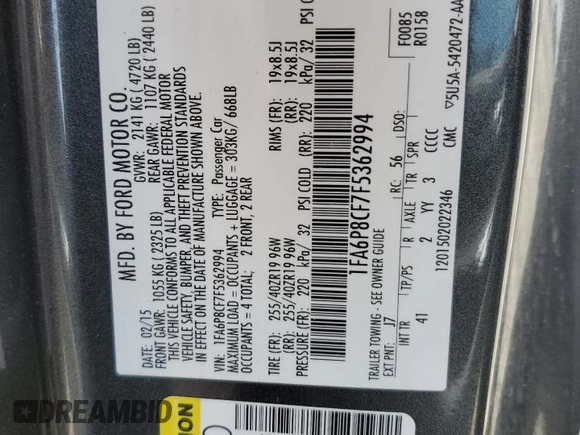 MFD. BY FORD MOTOR CO.
DATE: 02/15 GVWR: 2141 KG ( 4720 LB)
FRONT GAWR: 1055 KG ( 2325 LB) REAR GAWR: 1107 KG ( 2440 LB)
THIS VEHICLE CONFORMS TO ALL APPLICABLE FEDERAL MOTOR
VEHICLE SAFETY, BUMPER, AND THEFT PREVENTION STANDARDS
IN EFFECT ON THE DATE OF MANUFACTURE SHOWN ABOVE.
VIN: 1FA6P8CF7F5362994 TYPE: Passenger Car
MAXIMUM LOAD = OCCUPANTS + LUGGAGE = 303KG/ 668LB
OCCUPANTS = 4 TOTAL: 2 FRONT, 2 REAR
TIRE (FR): 255/40ZR19 96W RIMS (FR): 19x8.5J
TIRE (RR): 255/40ZR19 96W (RR): 19x8.5J
PRESSURE (FR): 220 kPa/ 32 PSI COLD (RR): 220 kPa/ 32 PSI
1FA6P8CF7F5362994
TRAILER TOWING - SEE OWNER GUIDE
F0085
R0158
EXT PNT: J7 RC: 56 DSO:
INT TR TP/PS R AXLE TR SPR
41 2 YY 3 CCCC
1201502022346 CMC
▽5U5A-5420472-AA
DREAMBID